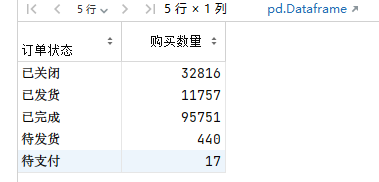 5 行 5 行 × 1 列 pd.Dataframe
订单状态 购买数量
已关闭 32816
已发货 11757
已完成 95751
待发货 440
待支付 17